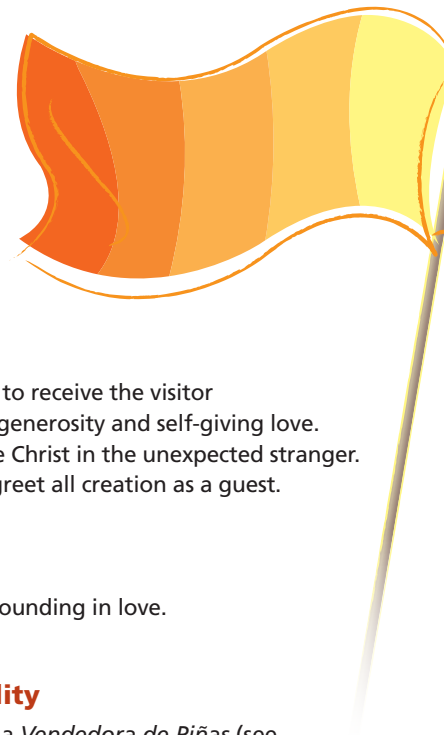 to receive the visitor
generosity and self-giving love.
Christ in the unexpected stranger.
greet all creation as a guest.
ounding in love.
lity
a Vendedora de Piñas (see